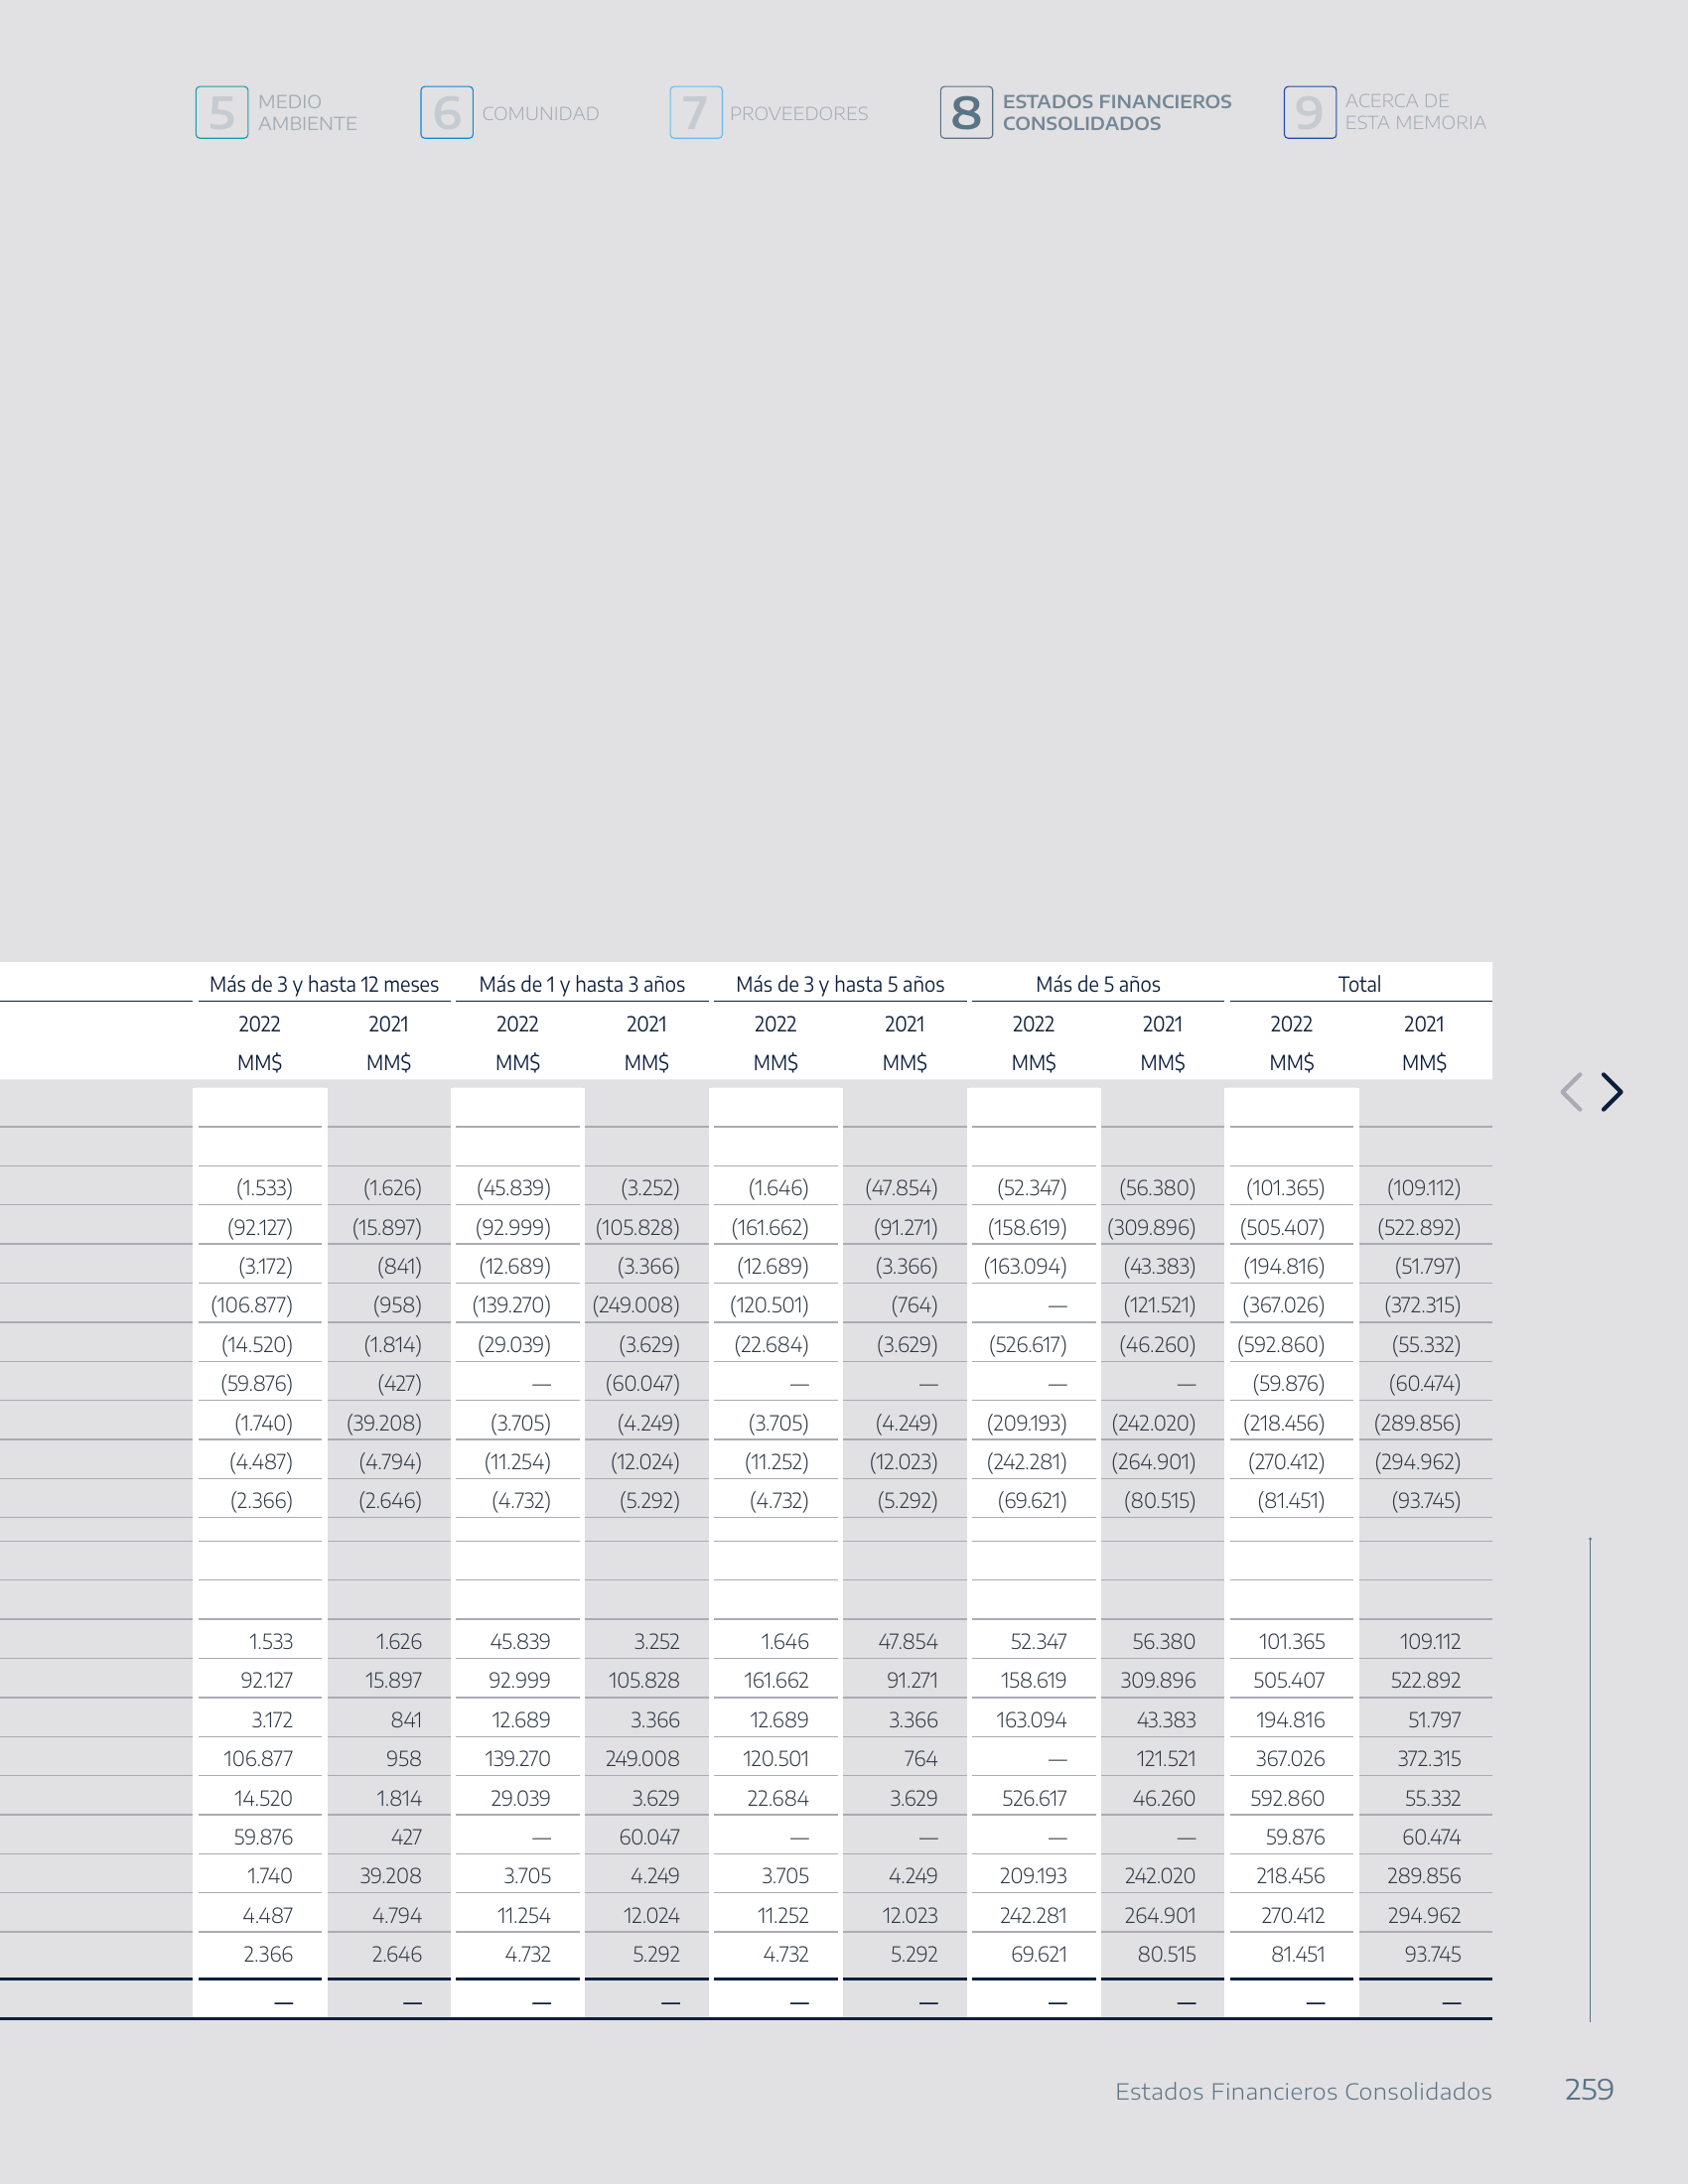 5 MEDIO AMBIENTE 6 COMUNIDAD 7 PROVEEDORES 8 ESTADOS FINANCIEROS CONSOLIDADOS 9 ACERCA DE ESTA MEMORIA
Más de 3 y hasta 12 meses Más de 1 y hasta 3 años Más de 3 y hasta 5 años Más de 5 años Total
2022 2021 2022 2021 2022 2021 2022 2021 2022 2021
MM$ MM$ MM$ MM$ MM$ MM$ MM$ MM$ MM$ MM$
(1.533) (1.626) (45.839) (3.252) (1.646) (47.854) (52.347) (56.380) (101.365) (109.112)
(92.127) (15.897) (92.999) (105.828) (161.662) (91.271) (158.619) (309.896) (505.407) (522.892)
(3.172) (841) (12.689) (3.366) (12.689) (3.366) (163.094) (43.383) (194.816) (51.797)
(106.877) (958) (139.270) (249.008) (120.501) (764) — (121.521) (367.026) (372.315)
(14.520) (1.814) (29.039) (3.629) (22.684) (3.629) (526.617) (46.260) (592.860) (55.332)
(59.876) (427) — (60.047) — — — — (59.876) (60.474)
(1.740) (39.208) (3.705) (4.249) (3.705) (4.249) (209.193) (242.020) (218.456) (289.856)
(4.487) (4.794) (11.254) (12.024) (11.252) (12.023) (242.281) (264.901) (270.412) (294.962)
(2.366) (2.646) (4.732) (5.292) (4.732) (5.292) (69.621) (80.515) (81.451) (93.745)
1.533 1.626 45.839 3.252 1.646 47.854 52.347 56.380 101.365 109.112
92.127 15.897 92.999 105.828 161.662 91.271 158.619 309.896 505.407 522.892
3.172 841 12.689 3.366 12.689 3.366 163.094 43.383 194.816 51.797
106.877 958 139.270 249.008 120.501 764 — 121.521 367.026 372.315
14.520 1.814 29.039 3.629 22.684 3.629 526.617 46.260 592.860 55.332
59.876 427 — 60.047 — — — — 59.876 60.474
1.740 39.208 3.705 4.249 3.705 4.249 209.193 242.020 218.456 289.856
4.487 4.794 11.254 12.024 11.252 12.023 242.281 264.901 270.412 294.962
2.366 2.646 4.732 5.292 4.732 5.292 69.621 80.515 81.451 93.745
— — — — — — — — — —
Estados Financieros Consolidados 259